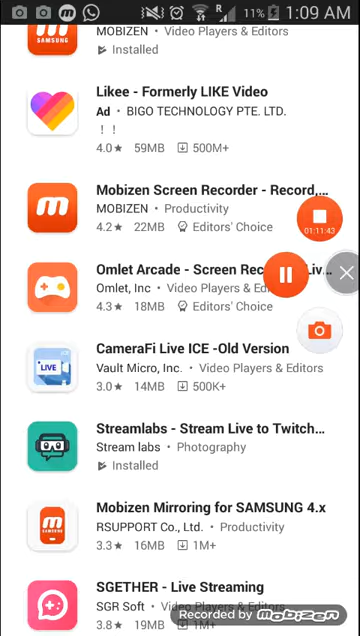 R
11%
1:09 AM
SAMSUNG
MOBIZEN • Video Players & Editors
Installed
Likee - Formerly LIKE Video
Ad • BIGO TECHNOLOGY PTE. LTD.
！！
4.0★ 59MB 500M+
Mobizen Screen Recorder - Record,...
MOBIZEN • Productivity
4.2★ 22MB Editors' Choice
01:11:43
Omlet Arcade - Screen Rec
Omlet, Inc • Video Players & Ed
4.3★ 18MB Editors' Choice
CameraFi Live ICE -Old Version
LIVE
Vault Micro, Inc. • Video Players & Editors
3.0★ 14MB 500K+
Streamlabs - Stream Live to Twitch...
Stream labs • Photography
Installed
Mobizen Mirroring for SAMSUNG 4.x
SAMSUNG
RSUPPORT Co., Ltd. • Productivity
3.3★ 16MB 1M+
SGETHER - Live Streaming
SGR Soft • Video Players & Editors
Recorded by mobizen
3.8★ 19MB 1M+